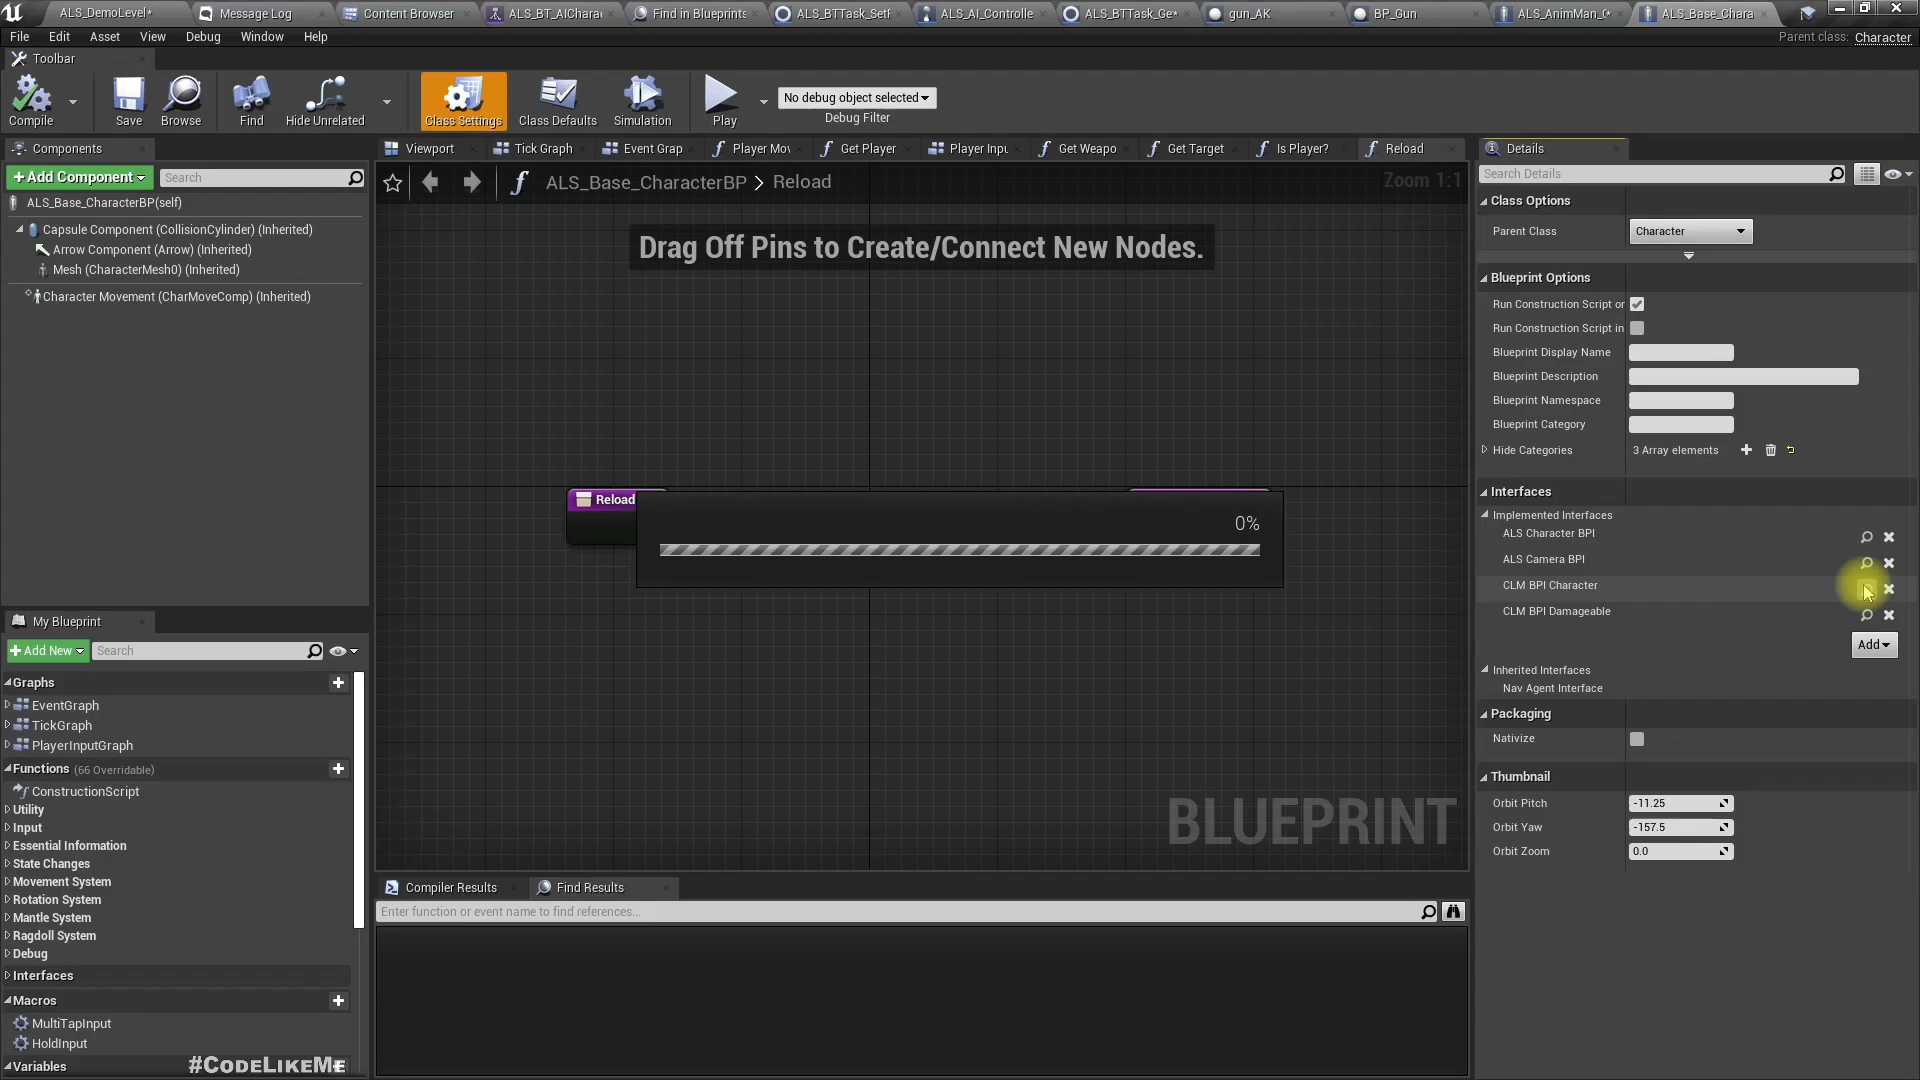 ALS_DemoLevel*
Message Log
Content Browser
ALS_BT_AIChara
Find in Blueprints
ALS_BTTask_Set
ALS_AI_Controlle
ALS_BTTask_Ge*
gun_AK
BP_Gun
ALS_AnimMan_C*
ALS_Base_Chara
File
Edit
Asset
View
Debug
Window
Help
Parent class: Character
Toolbar
Compile
Save
Browse
Find
Hide Unrelated
Class Settings
Class Defaults
Simulation
Play
No debug object selected
Debug Filter
Components
+Add Component
Search
ALS_Base_CharacterBP(self)
Capsule Component (CollisionCylinder) (Inherited)
Arrow Component (Arrow) (Inherited)
Mesh (CharacterMesh0) (Inherited)
Character Movement (CharMoveComp) (Inherited)
My Blueprint
+Add New
Search
Graphs
EventGraph
TickGraph
PlayerInputGraph
Functions (66 Overridable)
ConstructionScript
Utility
Input
Essential Information
State Changes
Movement System
Rotation System
Mantle System
Ragdoll System
Debug
Interfaces
Macros
MultiTapInput
HoldInput
Variables
#CodeLikeMe
Viewport
Tick Graph
Event Grap
Player Mov
Get Player
Player Inpu
Get Weapo
Get Target
Is Player?
Reload
ALS_Base_CharacterBP > Reload
Zoom 1:1
Drag Off Pins to Create/Connect New Nodes.
Reload
0%
BLUEPRINT
Compiler Results
Find Results
Enter function or event name to find references...
Details
Search Details
Class Options
Parent Class
Character
Blueprint Options
Run Construction Script or
Run Construction Script in
Blueprint Display Name
Blueprint Description
Blueprint Namespace
Blueprint Category
Hide Categories
3 Array elements
Interfaces
Implemented Interfaces
ALS Character BPI
ALS Camera BPI
CLM BPI Character
CLM BPI Damageable
Add
Inherited Interfaces
Nav Agent Interface
Packaging
Nativize
Thumbnail
Orbit Pitch
-11.25
Orbit Yaw
-157.5
Orbit Zoom
0.0